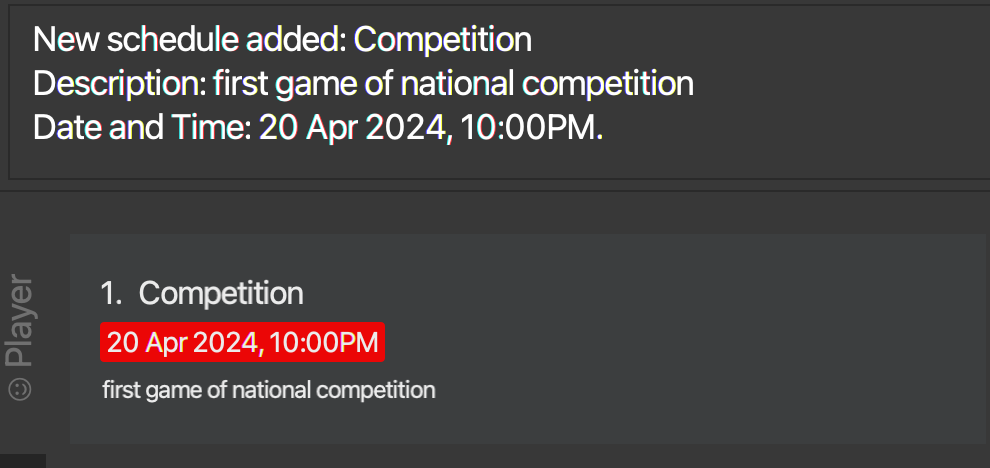 New schedule added: Competition
Description: first game of national competition
Date and Time: 20 Apr 2024, 10:00PM.
Player
1. Competition
20 Apr 2024, 10:00PM
first game of national competition